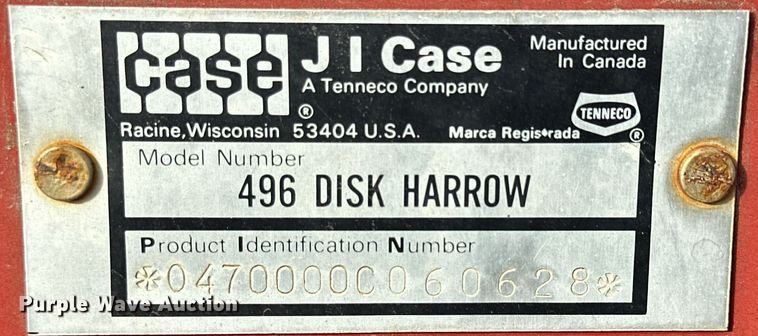 case
J I Case
A Tenneco Company
®
Manufactured
In Canada
TENNECO
®
Racine, Wisconsin 53404 U.S.A. Marca Registrada
Model Number
496 DISK HARROW
Product Identification Number
*0470000C060628*
Purple Wave Auction